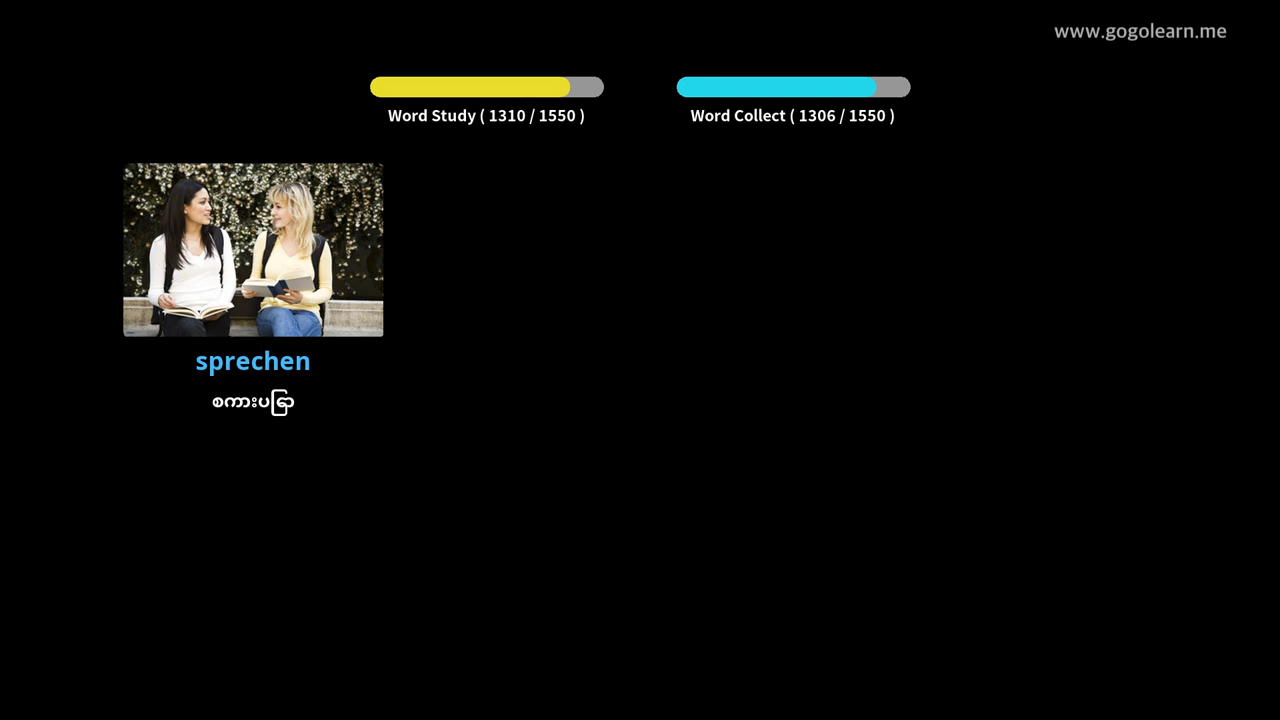 www.gogolearn.me
Word Study ( 1310 / 1550 )
Word Collect ( 1306 / 1550 )
sprechen
စကားပြော